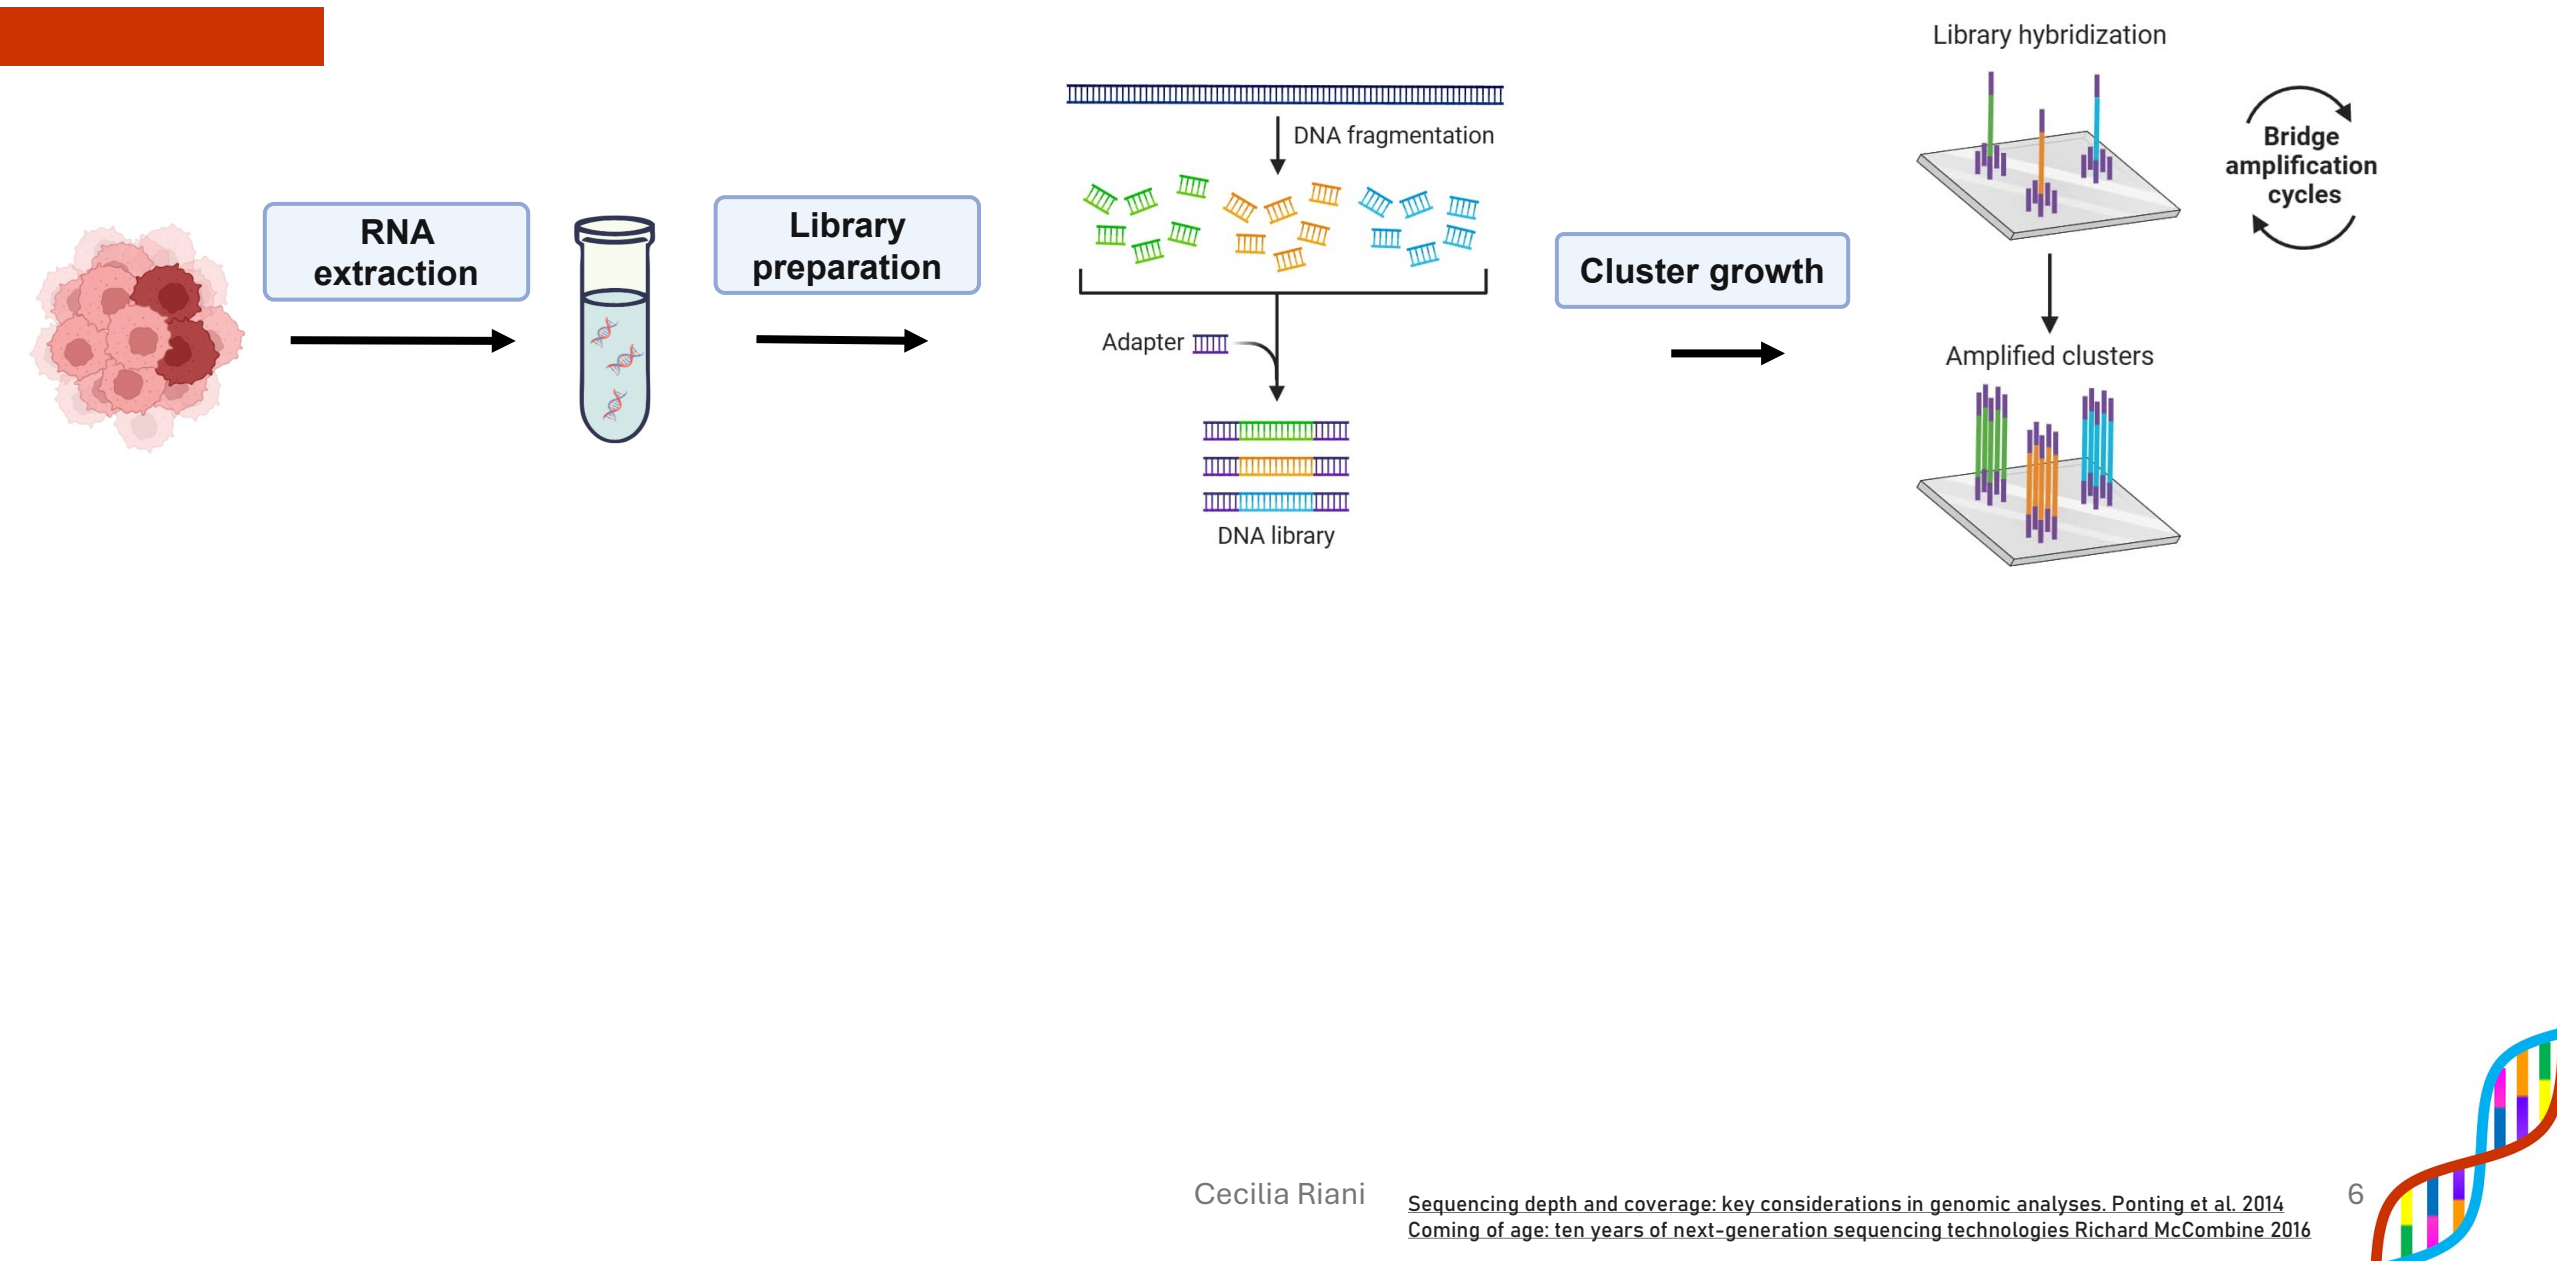 RNA
extraction
Library
preparation
DNA fragmentation
Adapter
DNA library
Cluster growth
Library hybridization
Bridge
amplification
cycles
Amplified clusters
Cecilia Riani
Sequencing depth and coverage: key considerations in genomic analyses. Ponting et al. 2014
Coming of age: ten years of next-generation sequencing technologies Richard McCombine 2016
6